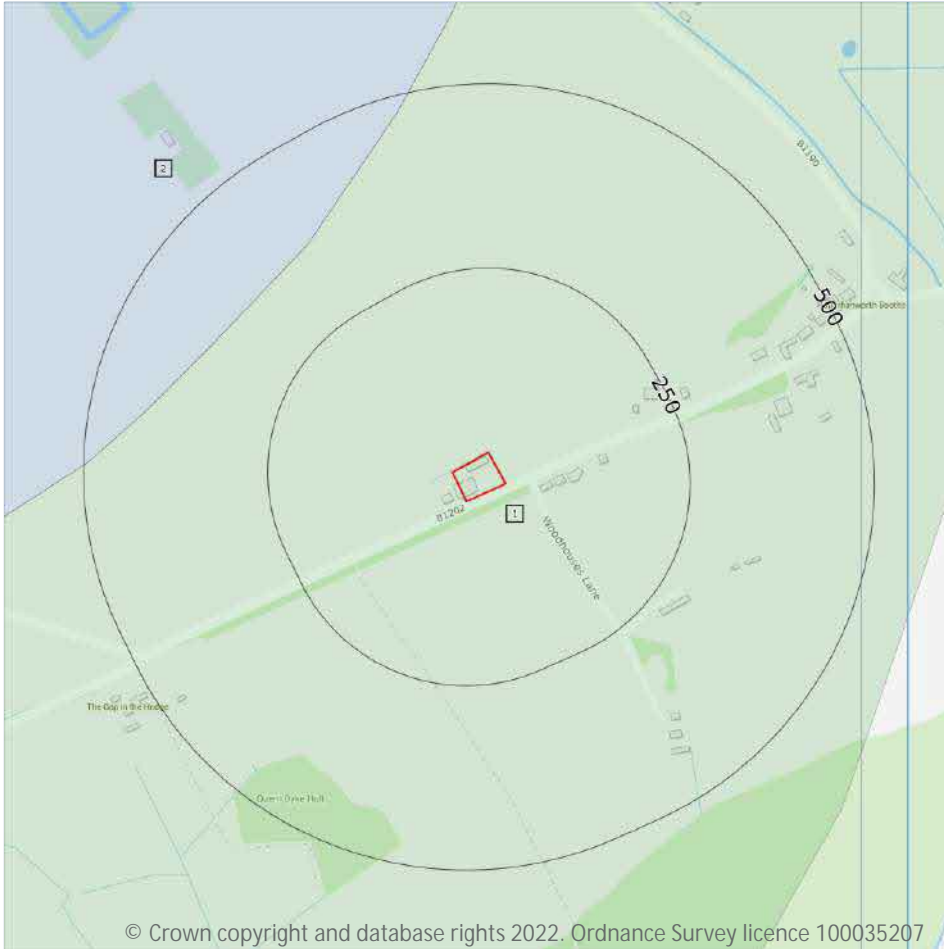 2
B1190
500
250
B1202
1
Woodhouses Lane
The Gap in the Hedge
© Crown copyright and database rights 2022. Ordnance Survey licence 100035207